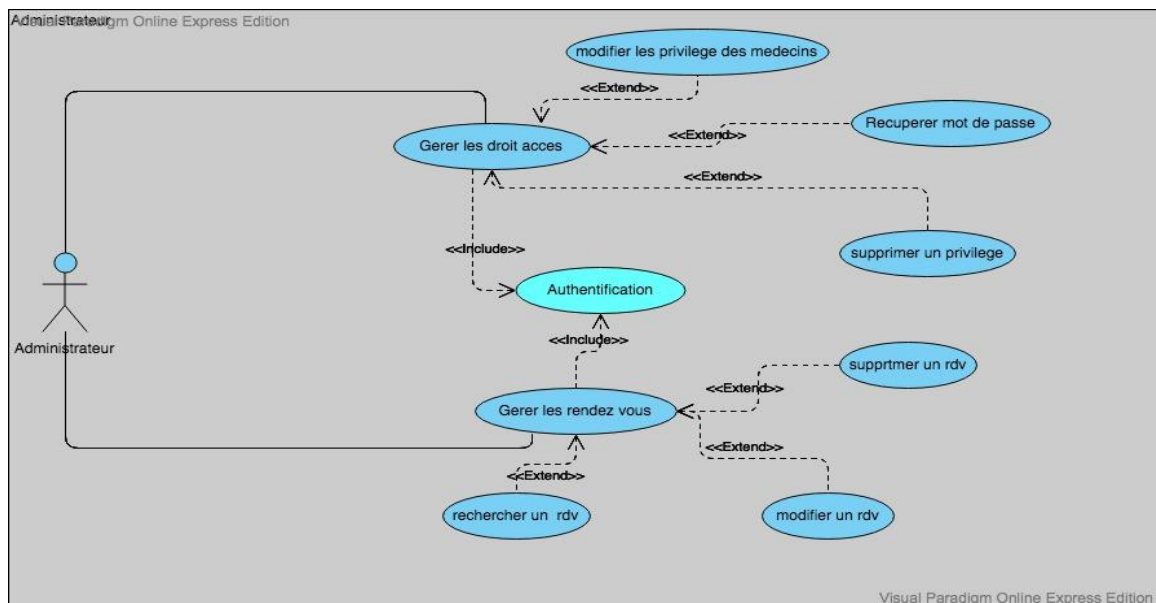 Administrateur
Visual Paradigm Online Express Edition
modifier les privilege des medecins
<<Extend>>
Recuperer mot de passe
<<Extend>>
Gerer les droit acces
<<Extend>>
<<Include>>
supprimer un privilege
Authentification
<<Include>>
Administrateur
supprtmer un rdv
<<Extend>>
Gerer les rendez vous
<<Extend>>
<<Extend>>
rechercher un rdv
modifier un rdv
Visual Paradigm Online Express Edition